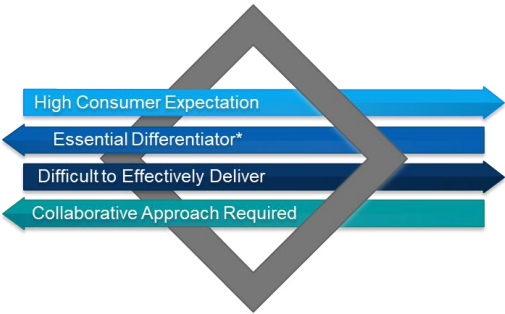 High Consumer Expectation
Essential Differentiator*
Difficult to Effectively Deliver
Collaborative Approach Required